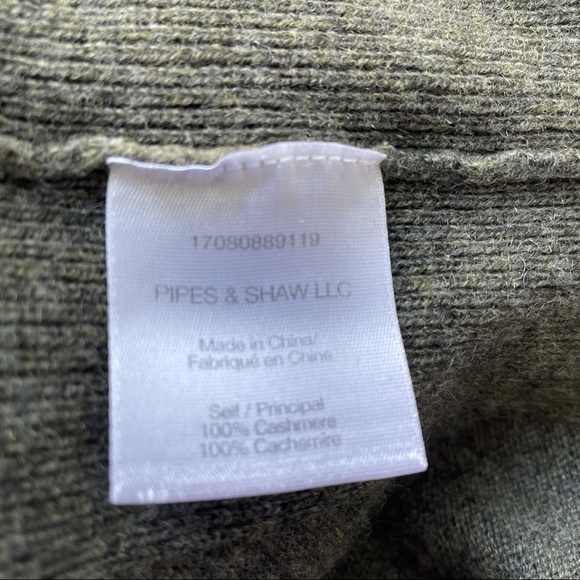 17080889119
PIPES & SHAW LLC
Made in China/
Fabriqué en Chine
Self / Principal
100% Cashmere
100% Cachemire